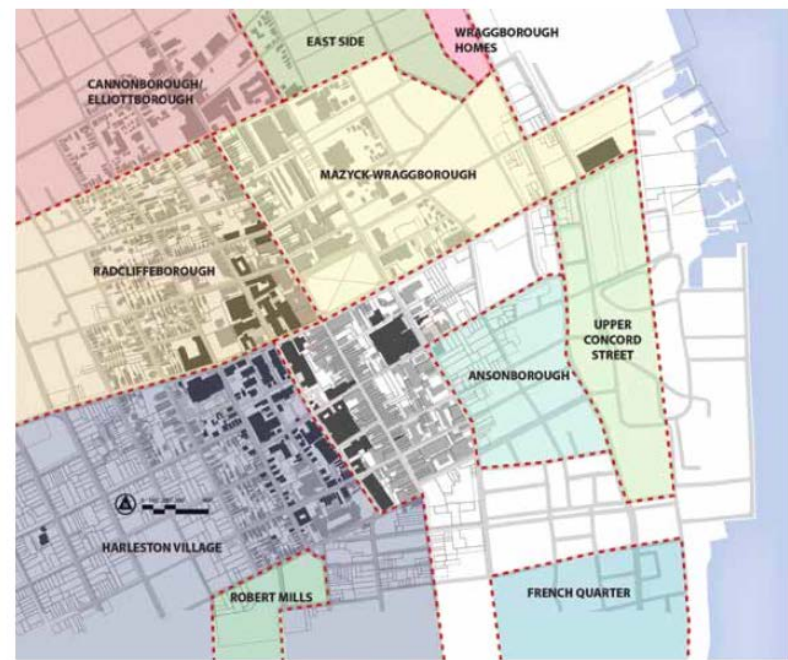 EAST SIDE
WRAGGBOROUGH
HOMES
CANNONBOROUGH/
ELLIOTTBOROUGH
MAZYCK-WRAGGBOROUGH
RADCLIFFEBOROUGH
UPPER
CONCORD
STREET
ANSONBOROUGH
HARLESTON VILLAGE
ROBERT MILLS
FRENCH QUARTER